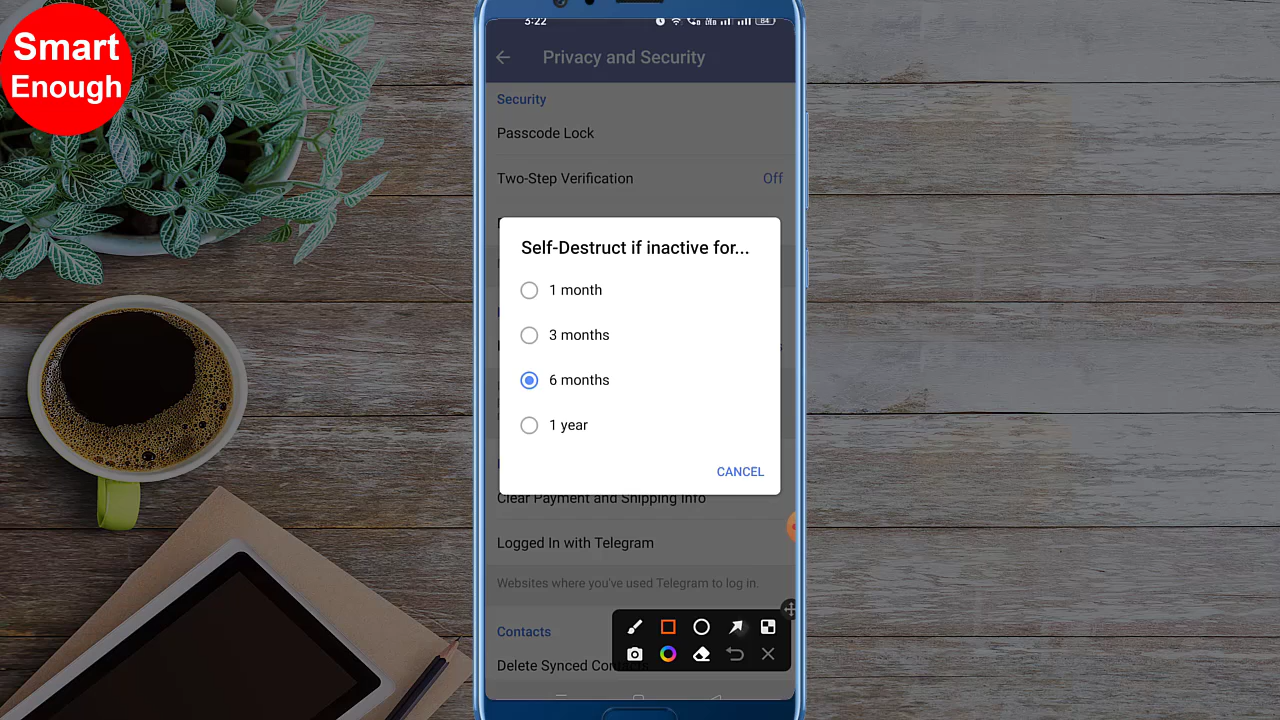 Smart
Enough
3:22
84
Privacy and Security
Security
Passcode Lock
Two-Step Verification Off
Self-Destruct if inactive for...
1 month
3 months
6 months
1 year
CANCEL
Clear Payment and Shipping Info
Logged In with Telegram
Websites where you've used Telegram to log in.
Contacts
Delete Synced